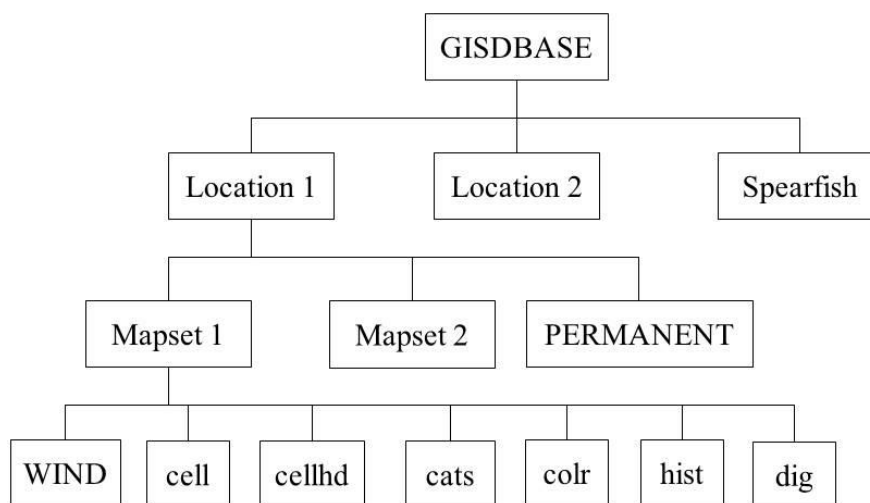 GISDBASE
Location 1
Location 2
Spearfish
Mapset 1
Mapset 2
PERMANENT
WIND
cell
cellhd
cats
colr
hist
dig